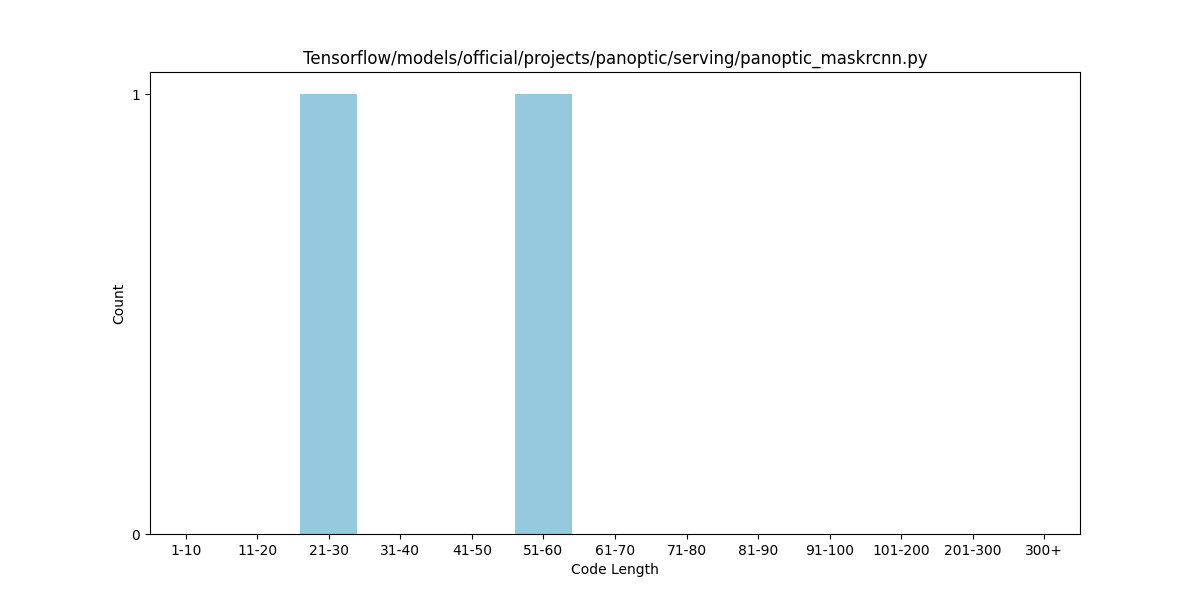 Tensorflow/models/official/projects/panoptic/serving/panoptic_maskrcnn.py
1
Count
0
1-10 11-20 21-30 31-40 41-50 51-60 61-70 71-80 81-90 91-100 101-200 201-300 300+
Code Length